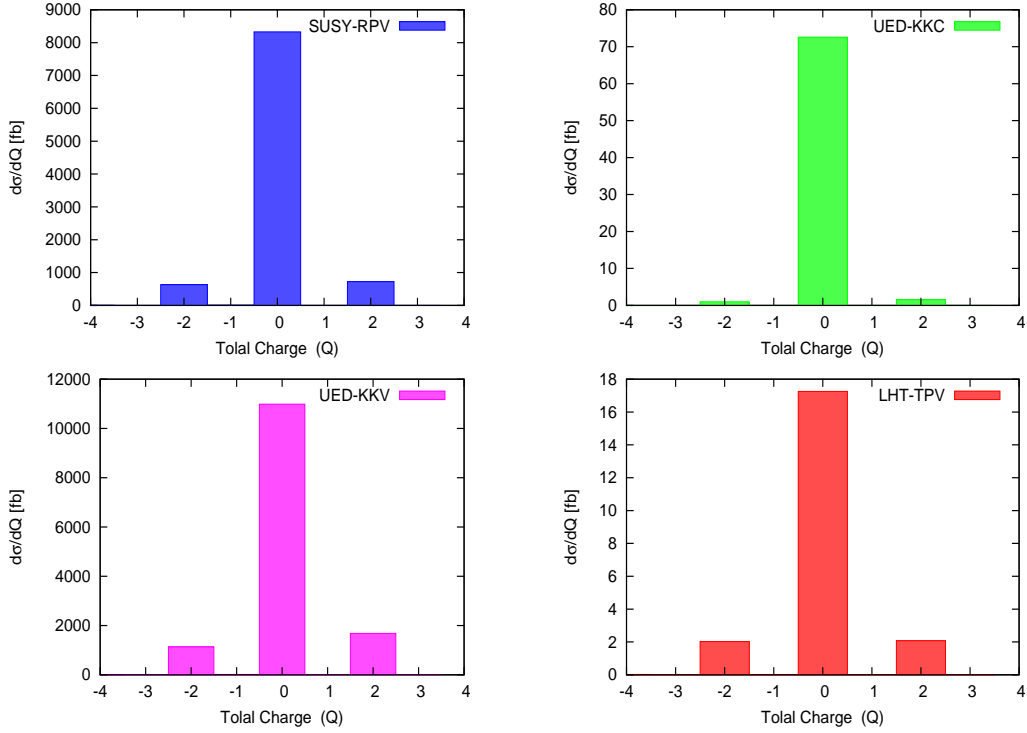 SUSY-RPV
9000
8000
7000
6000
5000
4000
3000
2000
1000
0
dσ/dQ [fb]
-4 -3 -2 -1 0 1 2 3 4
Tolal Charge (Q)
UED-KKC
80
70
60
50
40
30
20
10
0
dσ/dQ [fb]
-4 -3 -2 -1 0 1 2 3 4
Tolal Charge (Q)
UED-KKV
12000
10000
8000
6000
4000
2000
0
dσ/dQ [fb]
-4 -3 -2 -1 0 1 2 3 4
Tolal Charge (Q)
LHT-TPV
18
16
14
12
10
8
6
4
2
0
dσ/dQ [fb]
-4 -3 -2 -1 0 1 2 3 4
Tolal Charge (Q)